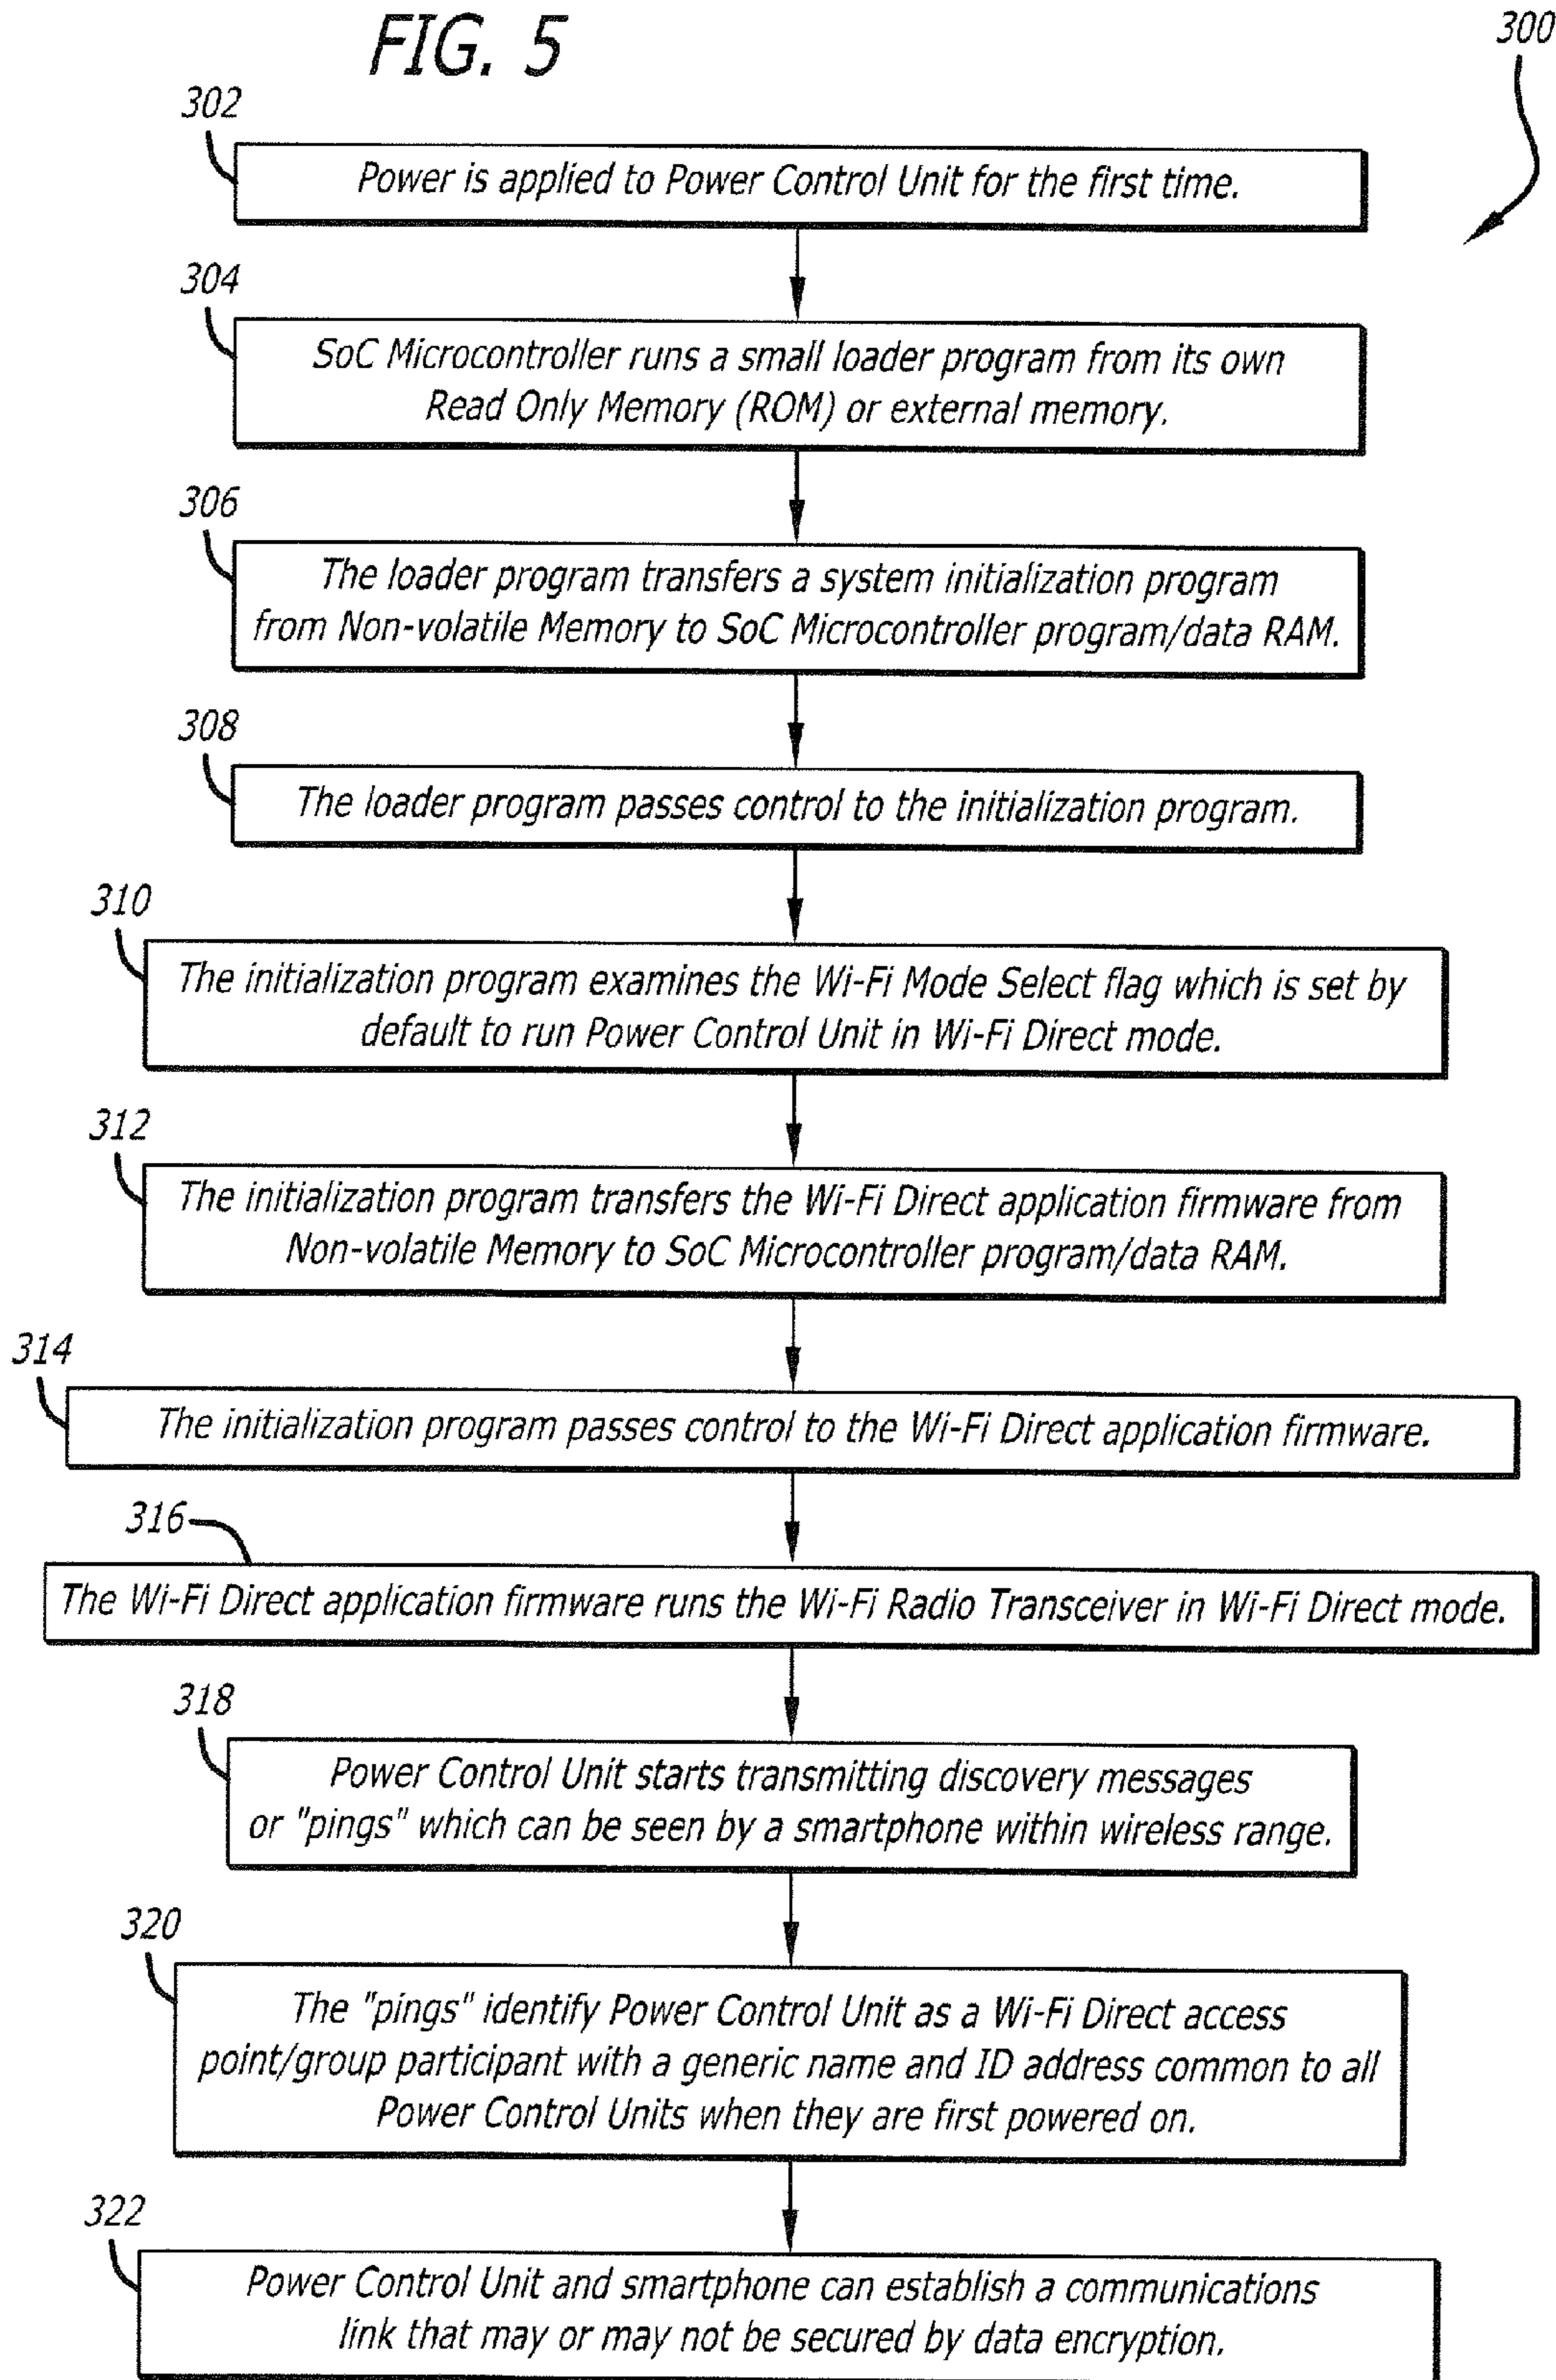 FIG. 5
300
302
Power is applied to Power Control Unit for the first time.
304
SoC Microcontroller runs a small loader program from its own
Read Only Memory (ROM) or external memory.
306
The loader program transfers a system initialization program
from Non-volatile Memory to SoC Microcontroller program/data RAM.
308
The loader program passes control to the initialization program.
310
The initialization program examines the Wi-Fi Mode Select flag which is set by
default to run Power Control Unit in Wi-Fi Direct mode.
312
The initialization program transfers the Wi-Fi Direct application firmware from
Non-volatile Memory to SoC Microcontroller program/data RAM.
314
The initialization program passes control to the Wi-Fi Direct application firmware.
316
The Wi-Fi Direct application firmware runs the Wi-Fi Radio Transceiver in Wi-Fi Direct mode.
318
Power Control Unit starts transmitting discovery messages
or "pings" which can be seen by a smartphone within wireless range.
320
The "pings" identify Power Control Unit as a Wi-Fi Direct access
point/group participant with a generic name and ID address common to all
Power Control Units when they are first powered on.
322
Power Control Unit and smartphone can establish a communications
link that may or may not be secured by data encryption.